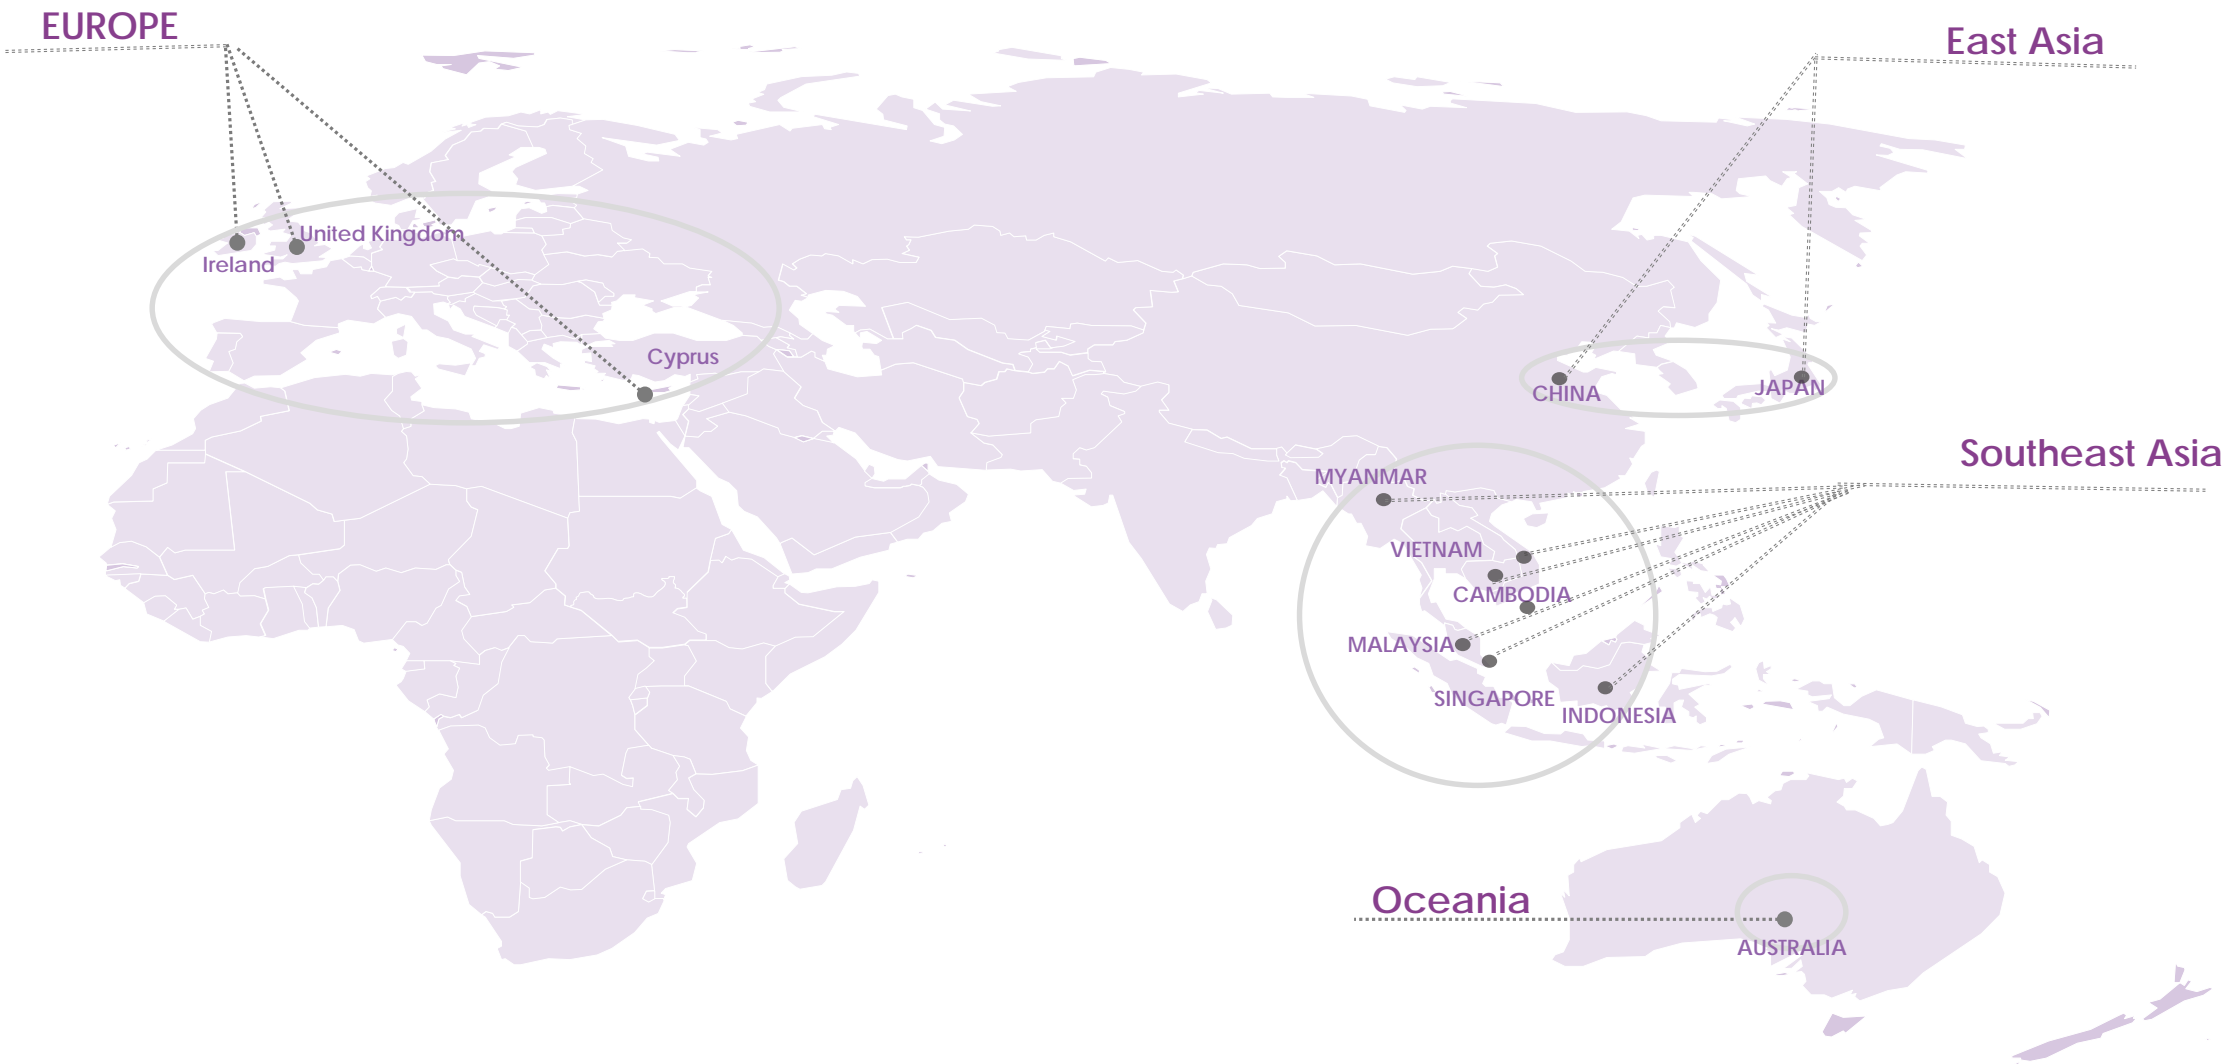 EUROPE
East Asia
United Kingdom
Ireland
Cyprus
CHINA
JAPAN
Southeast Asia
MYANMAR
VIETNAM
CAMBODIA
MALAYSIA
SINGAPORE
INDONESIA
Oceania
AUSTRALIA